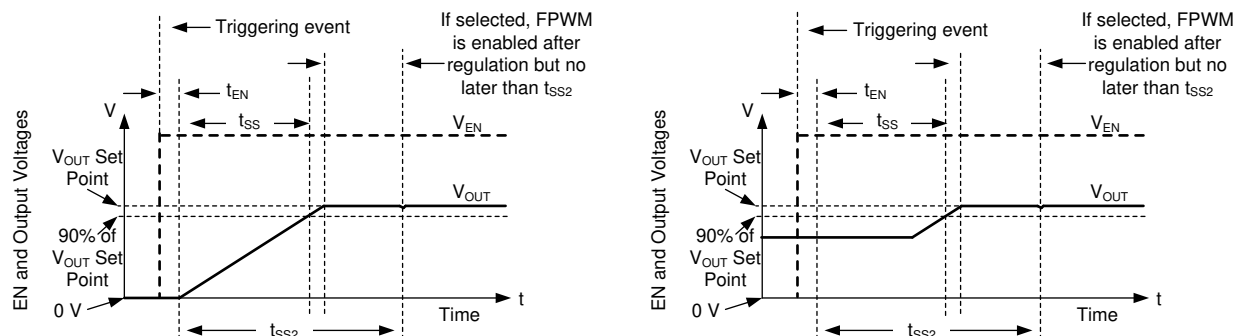 Triggering event
If selected, FPWM
is enabled after
regulation but no
later than tSS2
tEN
tSS
VEN
VOUT
EN and Output Voltages
V
VOUT Set
Point
90% of
VOUT Set
Point
0 V
t
Time
tSS2
Triggering event
If selected, FPWM
is enabled after
regulation but no
later than tSS2
tEN
tSS
VEN
VOUT
EN and Output Voltages
V
VOUT Set
Point
90% of
VOUT Set
Point
0 V
t
Time
tSS2